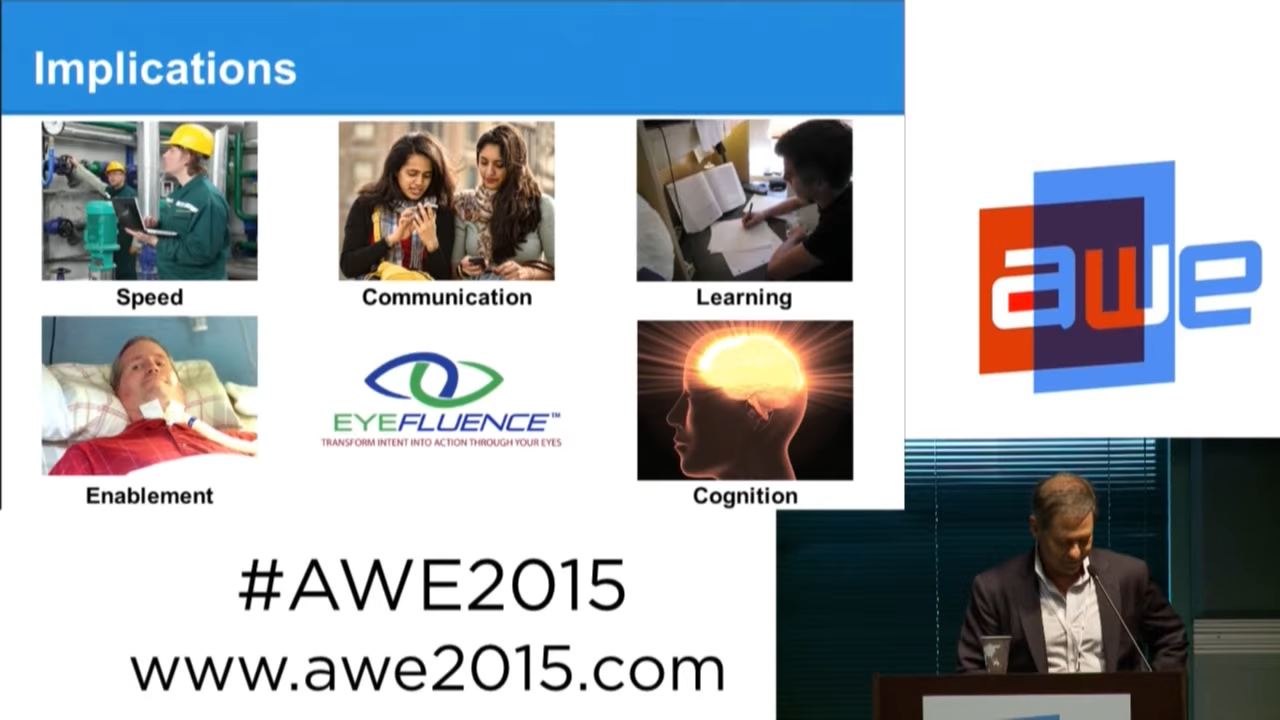 Implications
Speed
Communication
Learning
EYEFLUENCE™
TRANSFORM INTENT INTO ACTION THROUGH YOUR EYES
Enablement
Cognition
awe
#AWE2015
www.awe2015.com